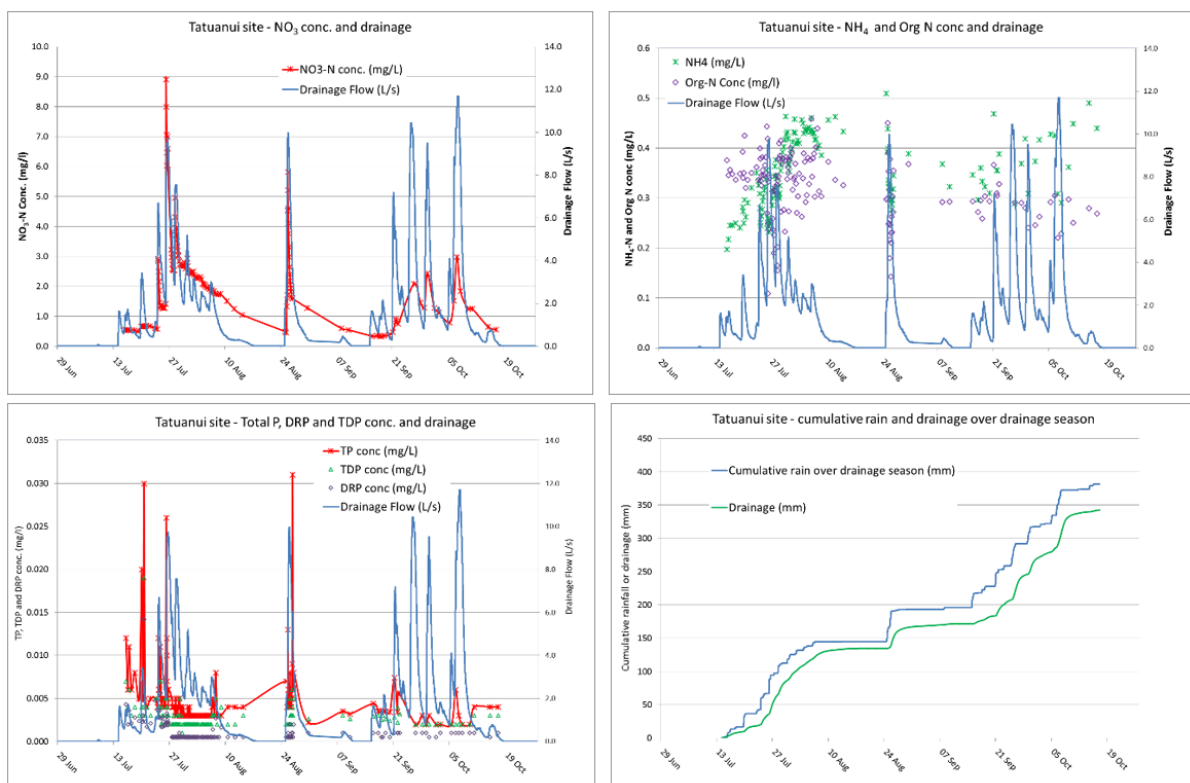 Tatuanui site - NO₃ conc. and drainage
10.0
9.0
8.0
7.0
6.0
5.0
4.0
3.0
2.0
1.0
0.0
NO₃-N Conc. (mg/l)
NO3-N conc. (mg/L)
Drainage Flow (L/s)
14.0
12.0
10.0
8.0
6.0
4.0
2.0
0.0
Drainage Flow (L/s)
29 Jun
13 Jul
27 Jul
10 Aug
24 Aug
07 Sep
21 Sep
05 Oct
19 Oct
Tatuanui site - NH₄ and Org N conc and drainage
0.6
0.5
0.4
0.3
0.2
0.1
0.0
NH₄-N and Org N conc (mg/L)
NH4 (mg/L)
Org-N Conc (mg/l)
Drainage Flow (L/s)
14.0
12.0
10.0
8.0
6.0
4.0
2.0
0.0
Drainage Flow (L/s)
29 Jun
13 Jul
27 Jul
10 Aug
24 Aug
07 Sep
21 Sep
05 Oct
19 Oct
Tatuanui site - Total P, DRP and TDP conc. and drainage
0.035
0.030
0.025
0.020
0.015
0.010
0.005
0.000
TP, TDP and DRP conc. (mg/l)
TP conc (mg/L)
TDP conc (mg/L)
DRP conc (mg/L)
Drainage Flow (L/s)
14.0
12.0
10.0
8.0
6.0
4.0
2.0
0.0
Drainage Flow (L/s)
29 Jun
13 Jul
27 Jul
10 Aug
24 Aug
07 Sep
21 Sep
05 Oct
19 Oct
Tatuanui site - cumulative rain and drainage over drainage season
450
400
350
300
250
200
150
100
50
0
Cumulative rainfall or drainage (mm)
Cumulative rain over drainage season (mm)
Drainage (mm)
29 Jun
13 Jul
27 Jul
10 Aug
24 Aug
07 Sep
21 Sep
05 Oct
19 Oct